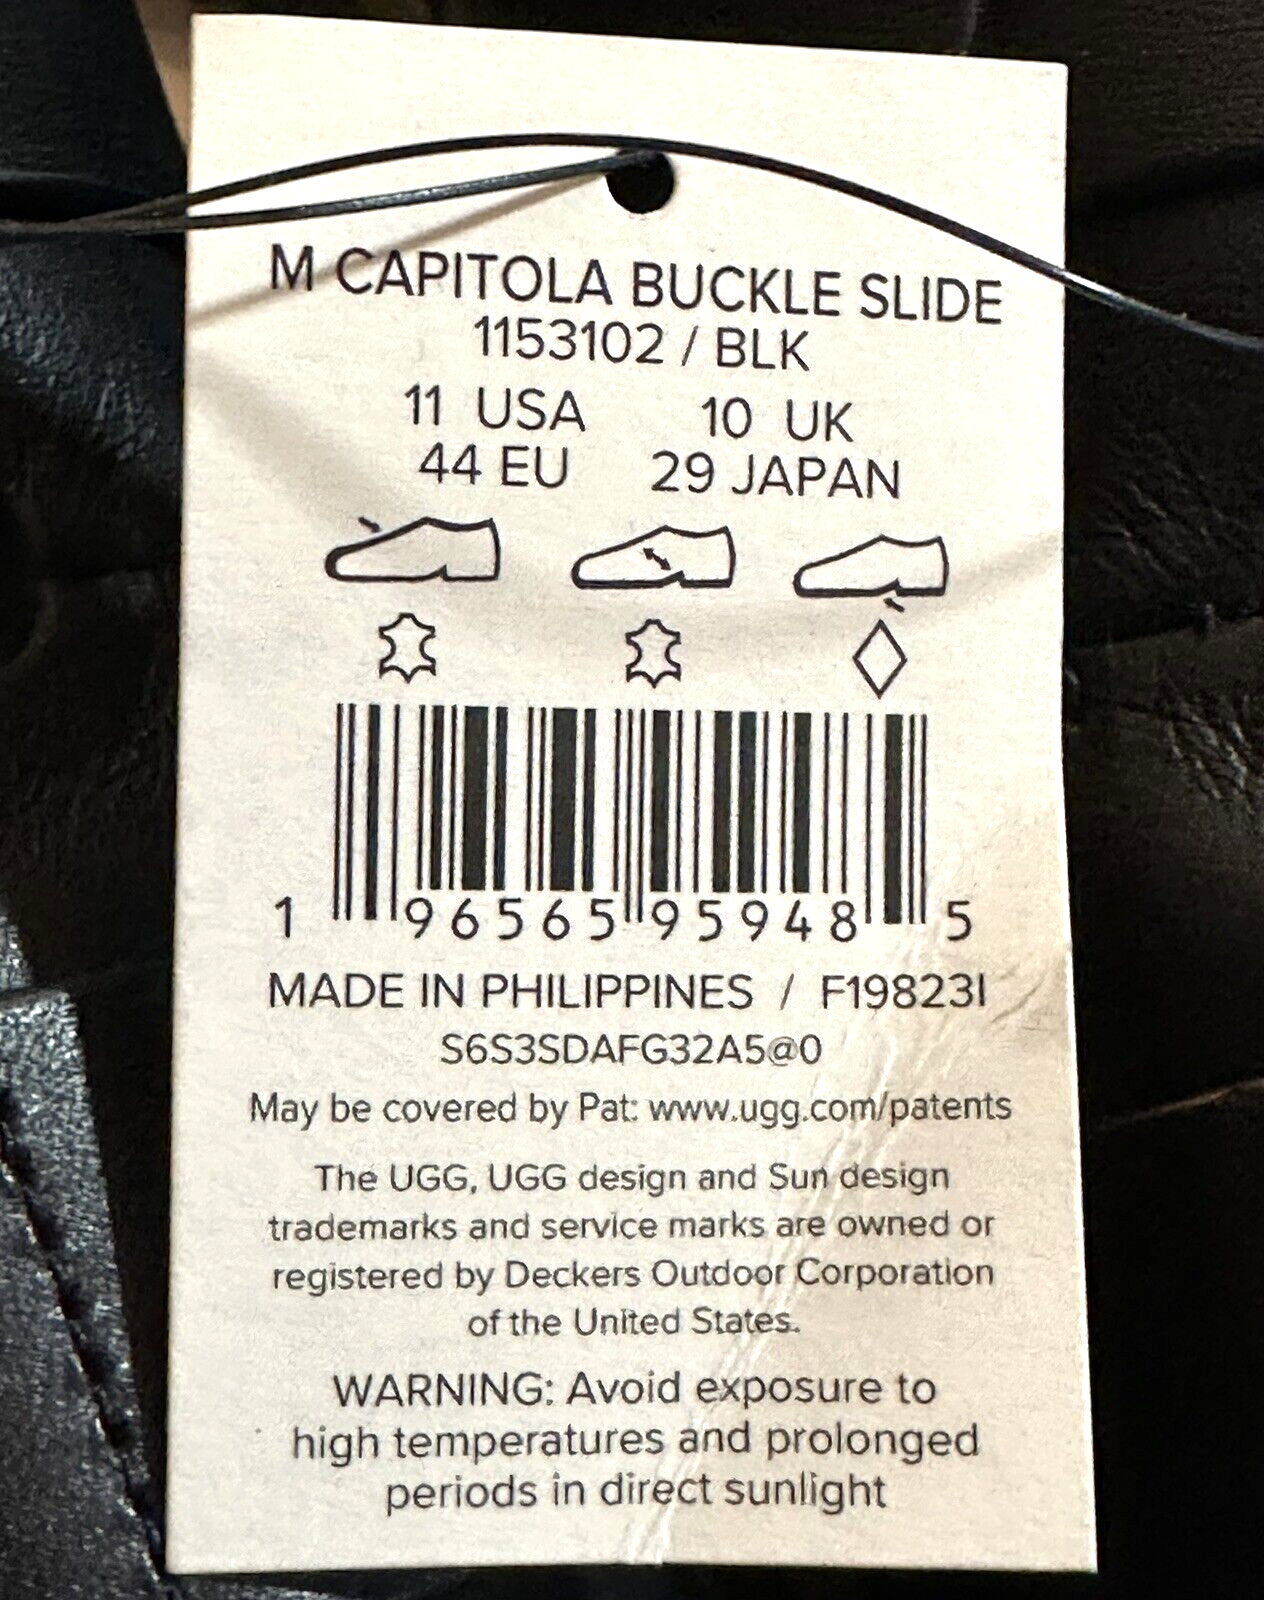 M CAPITOLA BUCKLE SLIDE
1153102 / BLK
11 USA 10 UK
44 EU 29 JAPAN
1 96565 95948 5
MADE IN PHILIPPINES / F19823I
S6S3SDAFG32A5@0
May be covered by Pat: www.ugg.com/patents
The UGG, UGG design and Sun design
trademarks and service marks are owned or
registered by Deckers Outdoor Corporation
of the United States.
WARNING: Avoid exposure to
high temperatures and prolonged
periods in direct sunlight